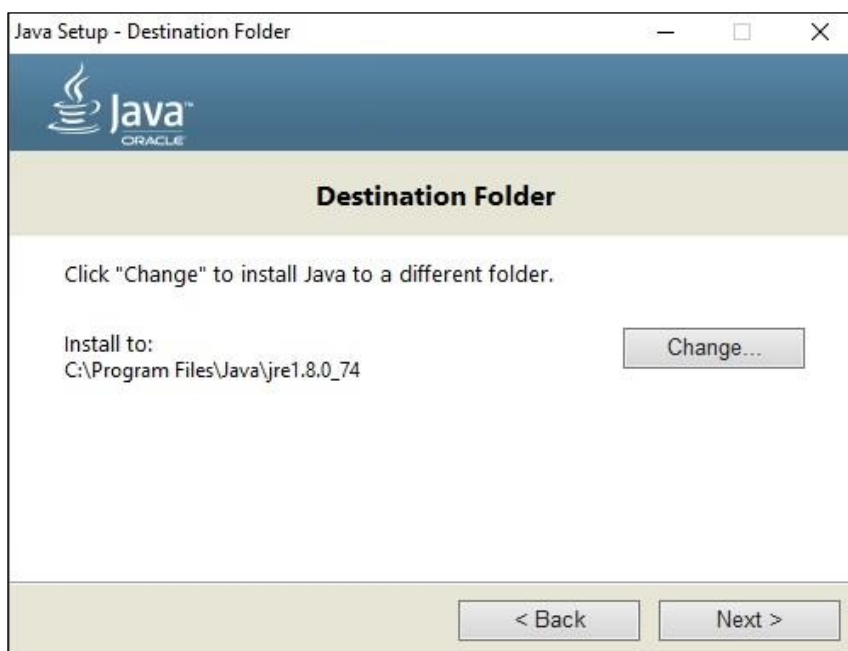 Java Setup - Destination Folder
Java™
ORACLE
Destination Folder
Click "Change" to install Java to a different folder.
Install to:
Change...
C:\Program Files\Java\jre1.8.0_74
< Back
Next >